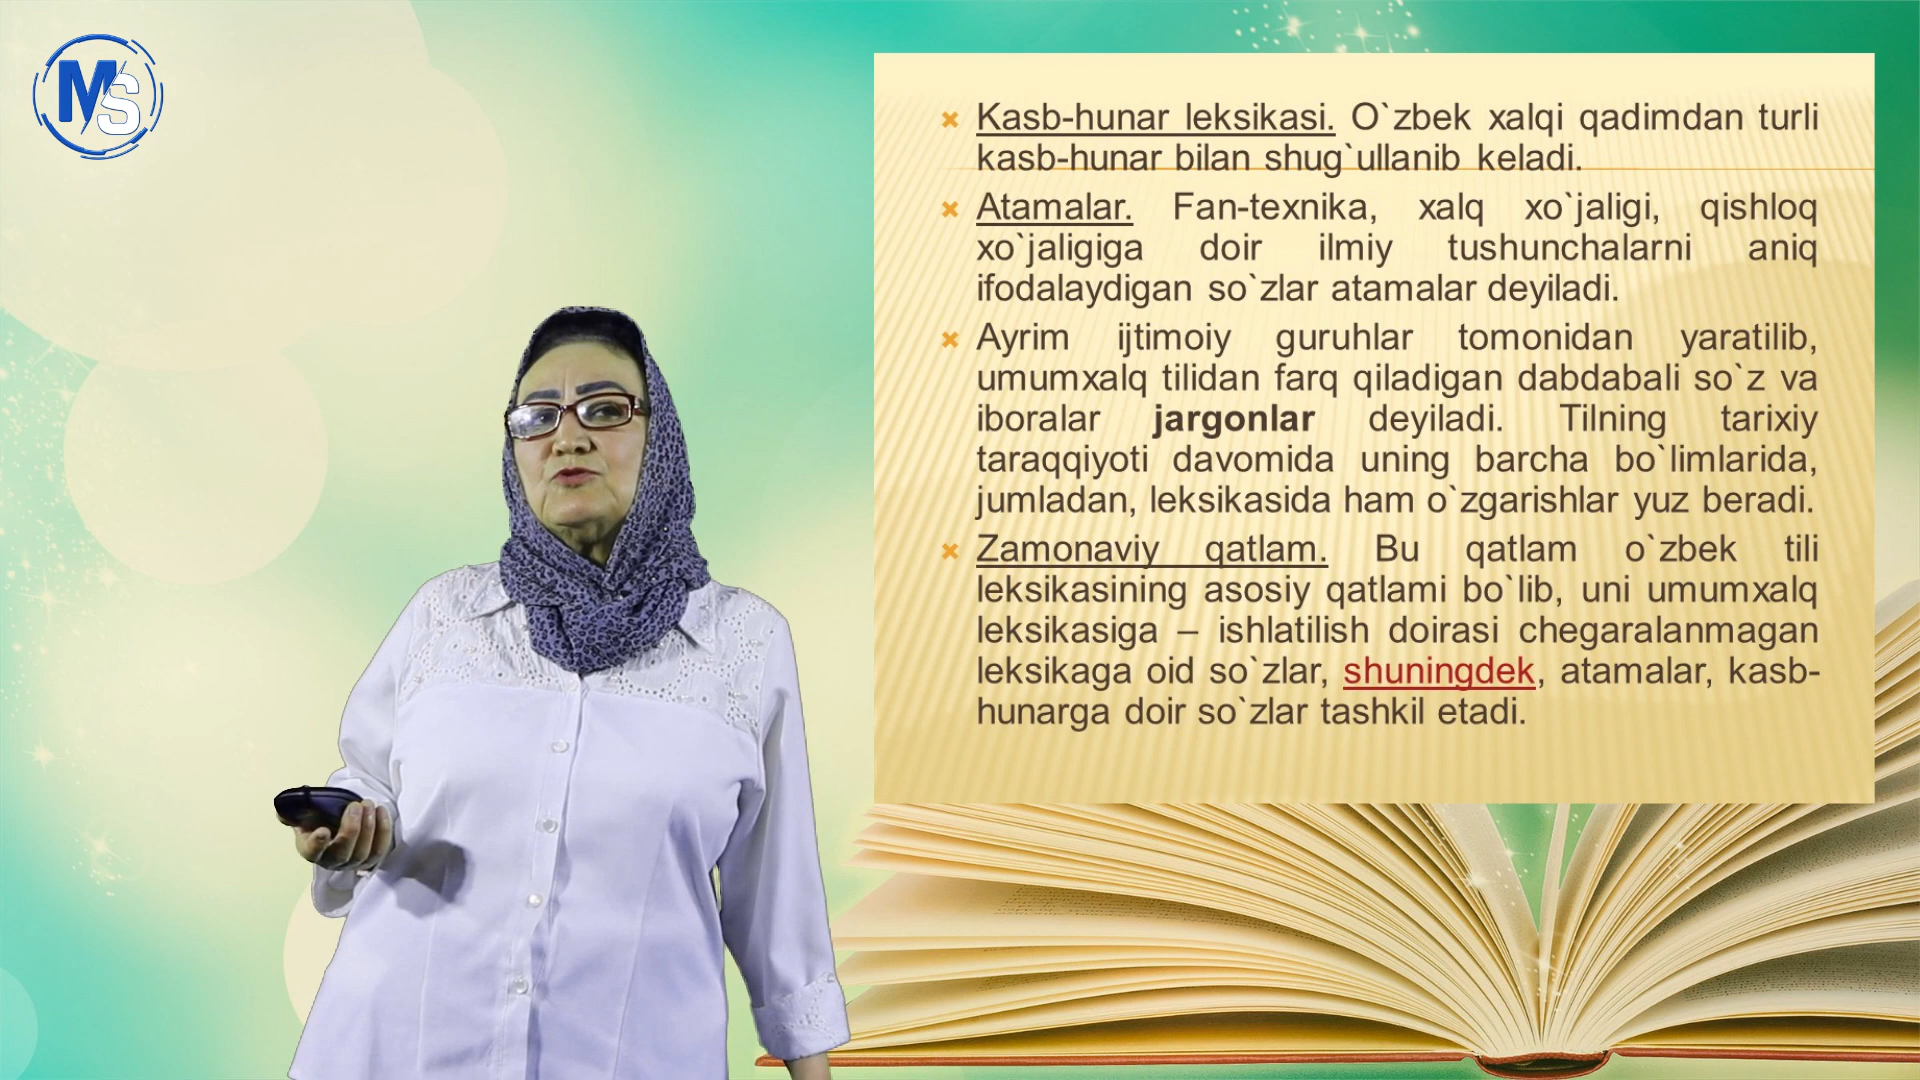 MS
Kasb-hunar leksikasi. O`zbek xalqi qadimdan turli
kasb-hunar bilan shug`ullanib keladi.
Atamalar. Fan-texnika, xalq xo`jaligi, qishloq
xo`jaligiga doir ilmiy tushunchalarni aniq
ifodalaydigan so`zlar atamalar deyiladi.
Ayrim ijtimoiy guruhlar tomonidan yaratilib,
umumxalq tilidan farq qiladigan dabdabali so`z va
iboralar jargonlar deyiladi. Tilning tarixiy
taraqqiyoti davomida uning barcha bo`limlarida,
jumladan, leksikasida ham o`zgarishlar yuz beradi.
Zamonaviy qatlam. Bu qatlam o`zbek tili
leksikasining asosiy qatlami bo`lib, uni umumxalq
leksikasiga – ishlatilish doirasi chegaralanmagan
leksikaga oid so`zlar, shuningdek, atamalar, kasb-
hunarga doir so`zlar tashkil etadi.